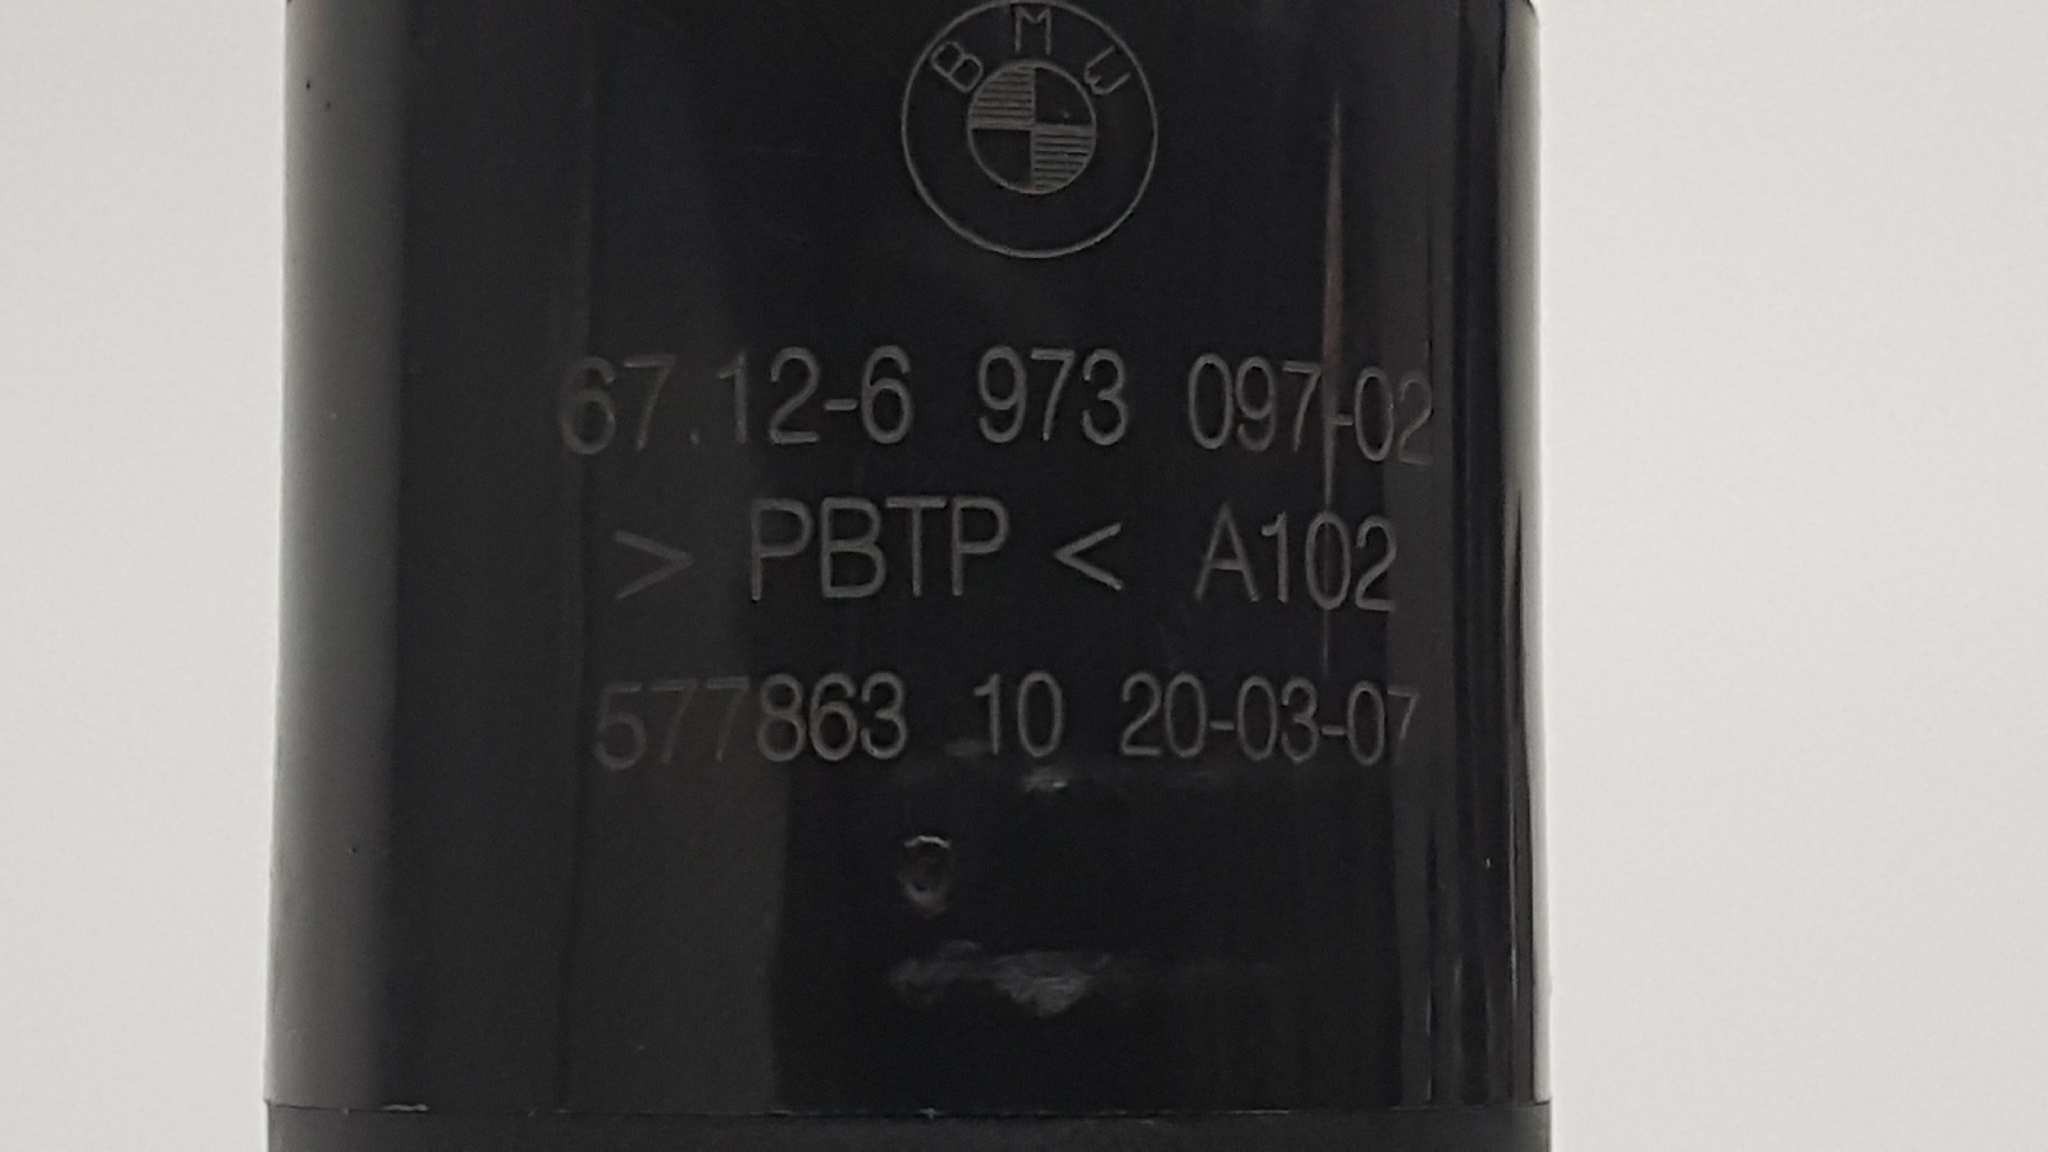 BMW
67.12-6 973 097-02
> PBTP < A102
577863 10 20-03-07